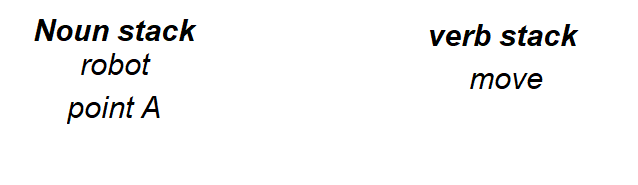 Noun stack
robot
point A
verb stack
move